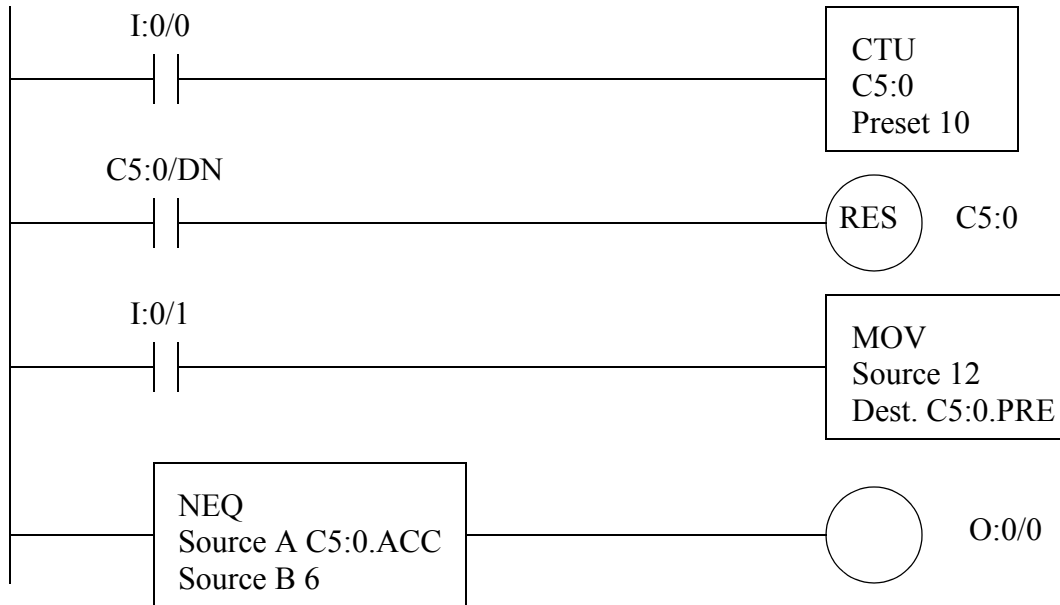 I:0/0
CTU
C5:0
Preset 10
C5:0/DN
RES
C5:0
I:0/1
MOV
Source 12
Dest. C5:0.PRE
NEQ
Source A C5:0.ACC
Source B 6
O:0/0